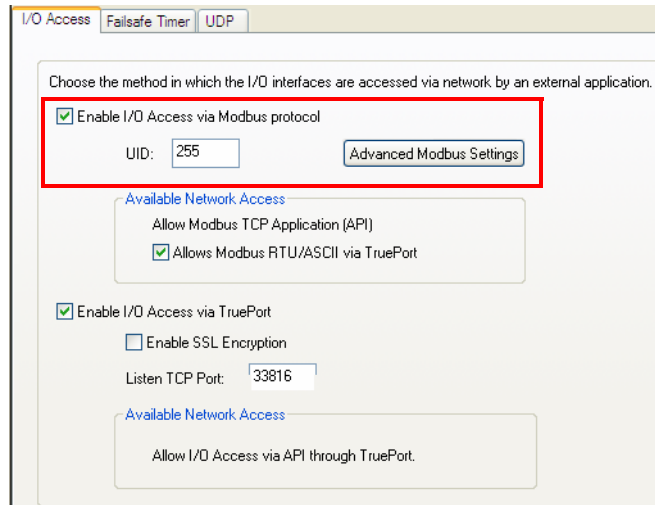 I/O Access Failsafe Timer UDP
Choose the method in which the I/O interfaces are accessed via network by an external application.
Enable I/O Access via Modbus protocol
UID: 255 Advanced Modbus Settings
Available Network Access
Allow Modbus TCP Application (API)
Allows Modbus RTU/ASCII via TruePort
Enable I/O Access via TruePort
Enable SSL Encryption
Listen TCP Port: 33816
Available Network Access
Allow I/O Access via API through TruePort.